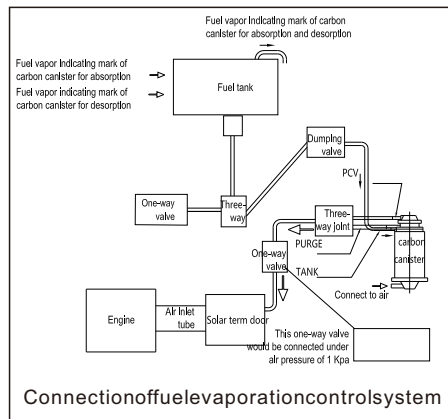 Fuel vapor Indicating mark of carbon
canister for absorption and desorption
Fuel vapor Indicating mark of
carbon canister for absorption
Fuel vapor indicating mark of
carbon canister for desorption
Fuel tank
Dumping
valve
PCV
One-way
valve
Three-
way
Three-
way joint
PURGE
One-way
valve
TANK
carbon
canister
Connect to air
Engine
Air Inlet
tube
Solar term door
This one-way valve
would be connected under
air pressure of 1 Kpa
Connectionoffuelevaporationcontrolsystem